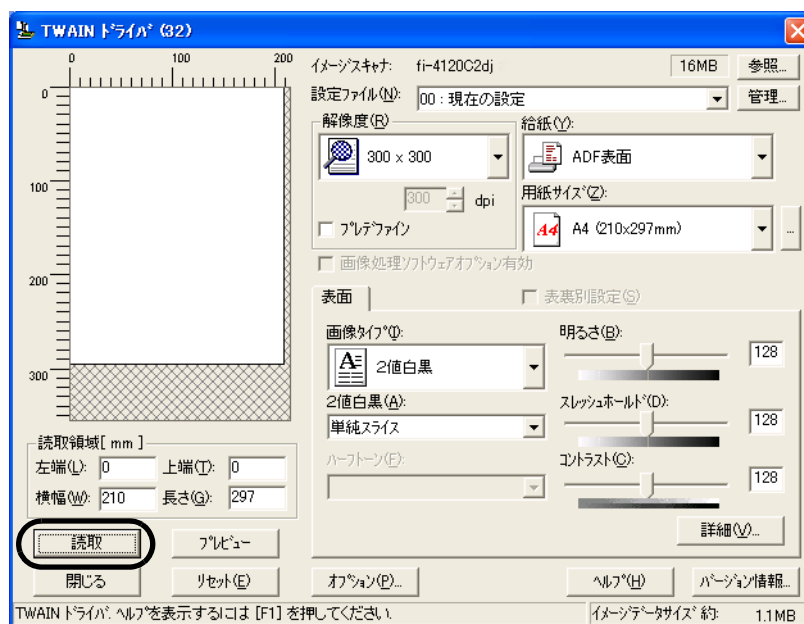 TWAIN ﾄﾞﾗｲﾊﾞ (32)
0 100 200
0
100
200
300
ｲﾒｰｼﾞｽｷｬﾅ: fi-4120C2dj 16MB 参照...
設定ﾌｧｲﾙ(N): 00 : 現在の設定 管理...
解像度(R)
300 × 300
300 dpi
ﾌﾟﾚﾃﾞﾌｧｲﾝ
給紙(Y):
ADF表面
用紙ｻｲｽﾞ(Z):
A4 A4 (210x297mm) ...
画像処理ｿﾌﾄｳｪｱｵﾌﾟｼｮﾝ有効
表面
表裏別設定(S)
画像ﾀｲﾌﾟ(I):
A 2値白黒
2値白黒(A):
単純ｽﾗｲｽ
ﾊｰﾌﾄｰﾝ(F):
明るさ(B):
128
ｽﾚｯｼｭﾎｰﾙﾄﾞ(D):
128
ｺﾝﾄﾗｽﾄ(C):
128
詳細(V)...
読取領域[ mm ]
左端(L): 0 上端(T): 0
横幅(W): 210 長さ(G): 297
読取 ﾌﾟﾚﾋﾞｭｰ
閉じる ﾘｾｯﾄ(E) ｵﾌﾟｼｮﾝ(P)... ﾍﾙﾌﾟ(H) ﾊﾞｰｼﾞｮﾝ情報...
TWAIN ﾄﾞﾗｲﾊﾞ. ﾍﾙﾌﾟを表示するには [F1] を押してください. ｲﾒｰｼﾞﾃﾞｰﾀｻｲｽﾞ 約: 1.1MB